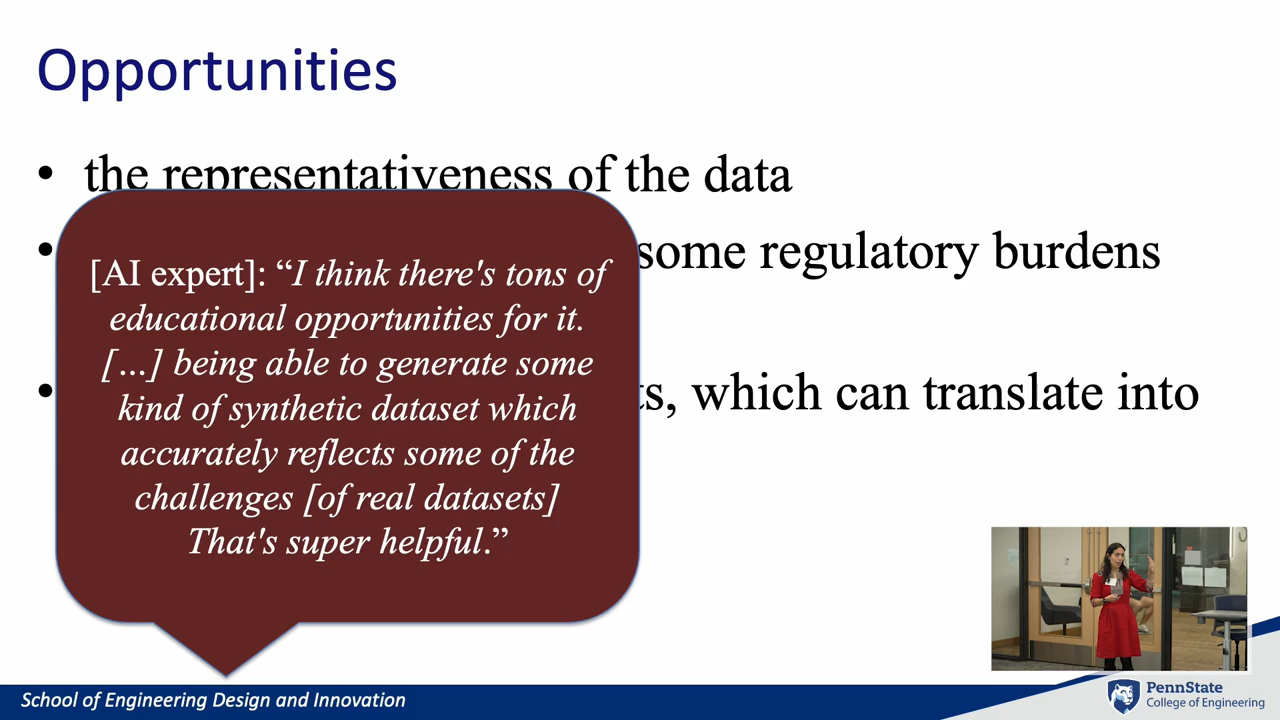 Opportunities
• the representativeness of the data
• some regulatory burdens
• ts, which can translate into
[AI expert]: “I think there's tons of
educational opportunities for it.
[…] being able to generate some
kind of synthetic dataset which
accurately reflects some of the
challenges [of real datasets]
That's super helpful.”
School of Engineering Design and Innovation
PennState
College of Engineering